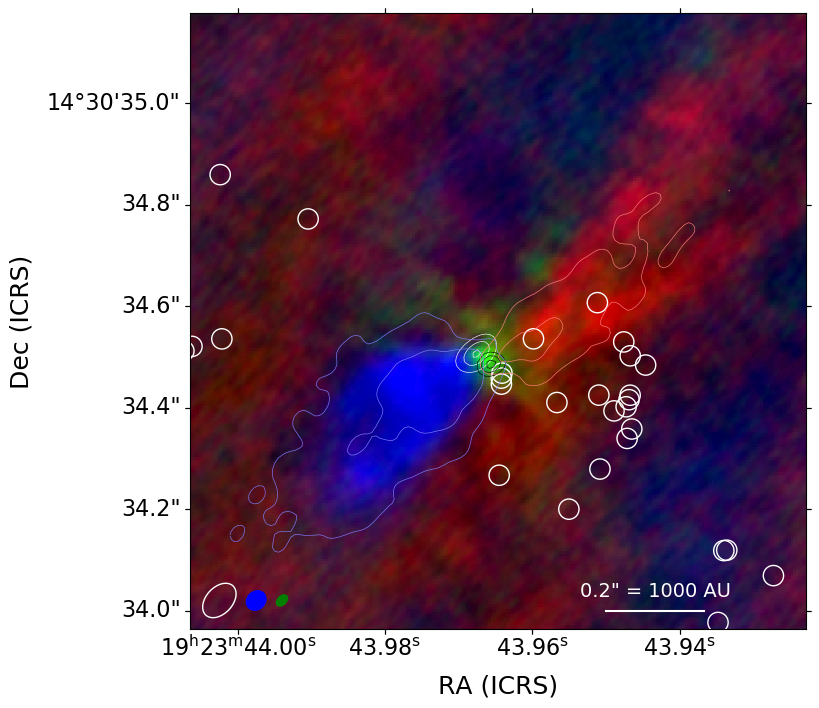 14°30'35.0"
34.8"
34.6"
34.4"
34.2"
34.0"
Dec (ICRS)
0.2" = 1000 AU
19ʰ23ᵐ44.00ˢ 43.98ˢ 43.96ˢ 43.94ˢ
RA (ICRS)